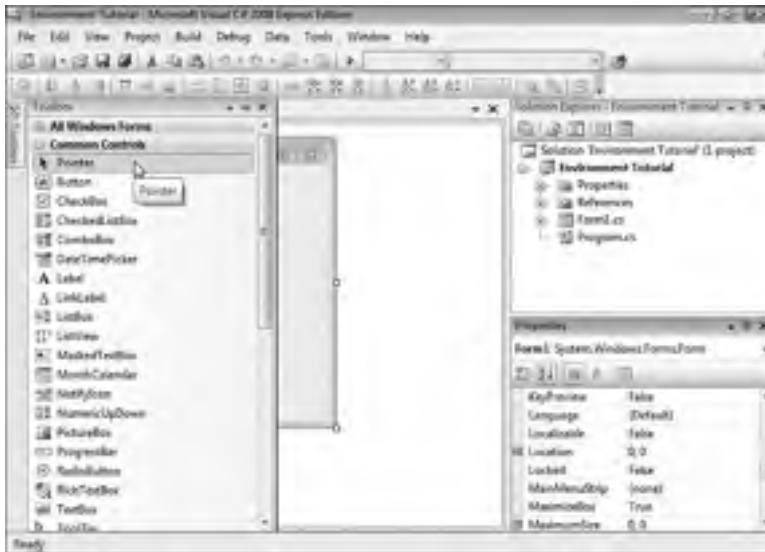 Environment Tutorial - Microsoft Visual C# 2008 Express Edition
File Edit View Project Build Debug Data Tools Window Help
Toolbox
All Windows Forms
Common Controls
Pointer
Button
Pointer
CheckBox
CheckedListBox
ComboBox
DateTimePicker
Label
LinkLabel
ListBox
ListView
MaskedTextBox
MonthCalendar
NotifyIcon
NumericUpDown
PictureBox
ProgressBar
RadioButton
RichTextBox
TextBox
ToolTip
Solution Explorer - Environment Tutorial
Solution 'Environment Tutorial' (1 project)
Environment Tutorial
Properties
References
Form1.cs
Program.cs
Properties
Form1 System.Windows.Forms.Form
KeyPreview False
Language (Default)
Localizable False
Location 0, 0
Locked False
MainMenuStrip (none)
MaximizeBox True
MaximumSize 0, 0
Ready